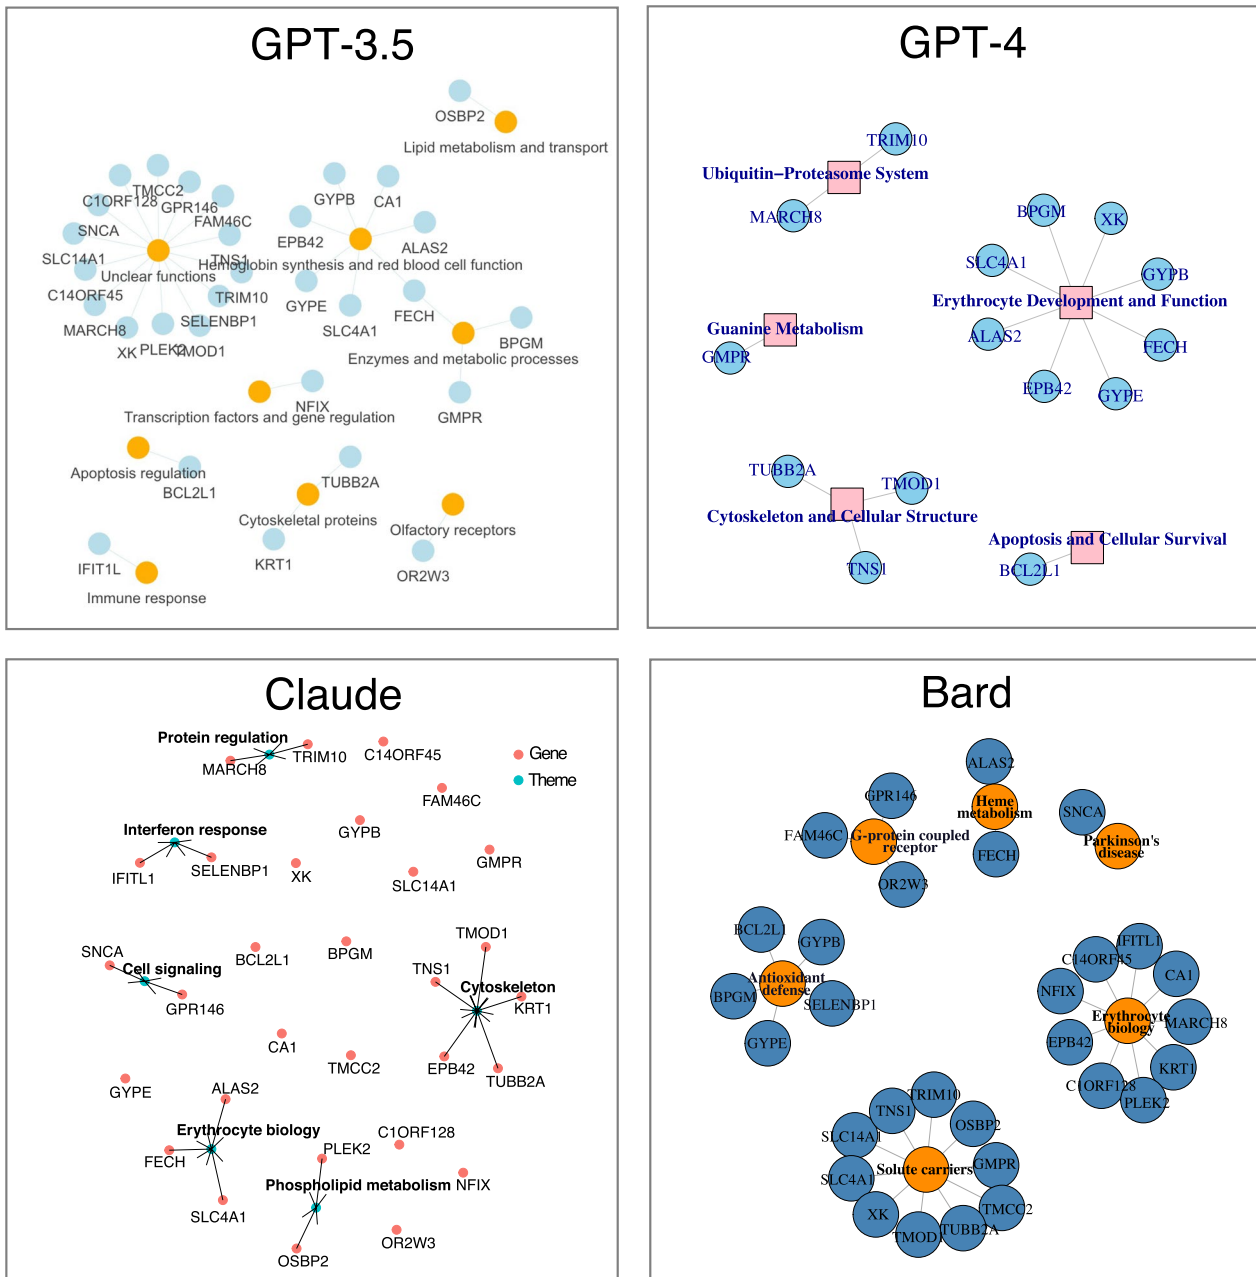 GPT-3.5
OSBP2
Lipid metabolism and transport
TMCC2
C1ORF128
GPR146
FAM46C
SNCA
SLC14A1
TNS1
Unclear functions
C14ORF45
TRIM10
MARCH8
SELENBP1
XK
PLEK2
TMOD1
GYPB
CA1
EPB42
ALAS2
Hemoglobin synthesis and red blood cell function
GYPE
SLC4A1
FECH
BPGM
Enzymes and metabolic processes
GMPR
NFIX
Transcription factors and gene regulation
Apoptosis regulation
BCL2L1
TUBB2A
Cytoskeletal proteins
KRT1
Olfactory receptors
OR2W3
IFIT1L
Immune response
GPT-4
TRIM10
Ubiquitin-Proteasome System
MARCH8
BPGM
XK
SLC4A1
GYPB
Erythrocyte Development and Function
ALAS2
FECH
EPB42
GYPE
Guanine Metabolism
GMPR
TUBB2A
TMOD1
Cytoskeleton and Cellular Structure
TNS1
Apoptosis and Cellular Survival
BCL2L1
Claude
Protein regulation
MARCH8
TRIM10
C14ORF45
Gene
Theme
FAM46C
Interferon response
IFITL1
SELENBP1
GYPB
XK
GMPR
SLC14A1
SNCA
Cell signaling
GPR146
BCL2L1
BPGM
TMOD1
TNS1
Cytoskeleton
KRT1
EPB42
TUBB2A
CA1
TMCC2
GYPE
ALAS2
Erythrocyte biology
FECH
SLC4A1
C1ORF128
PLEK2
Phospholipid metabolism
NFIX
OSBP2
OR2W3
Bard
ALAS2
Heme
metabolism
FECH
GPR146
FAM46C
G-protein coupled
receptor
OR2W3
SNCA
Parkinson's
disease
BCL2L1
GYPB
Antioxidant
defense
BPGM
SELENBP1
GYPE
IFITL1
C14ORF45
CA1
NFIX
Erythrocyte
biology
MARCH8
EPB42
KRT1
C1ORF128
PLEK2
TRIM10
TNS1
OSBP2
SLC14A1
GMPR
Solute carriers
SLC4A1
XK
TMCC2
TMOD
TUBB2A